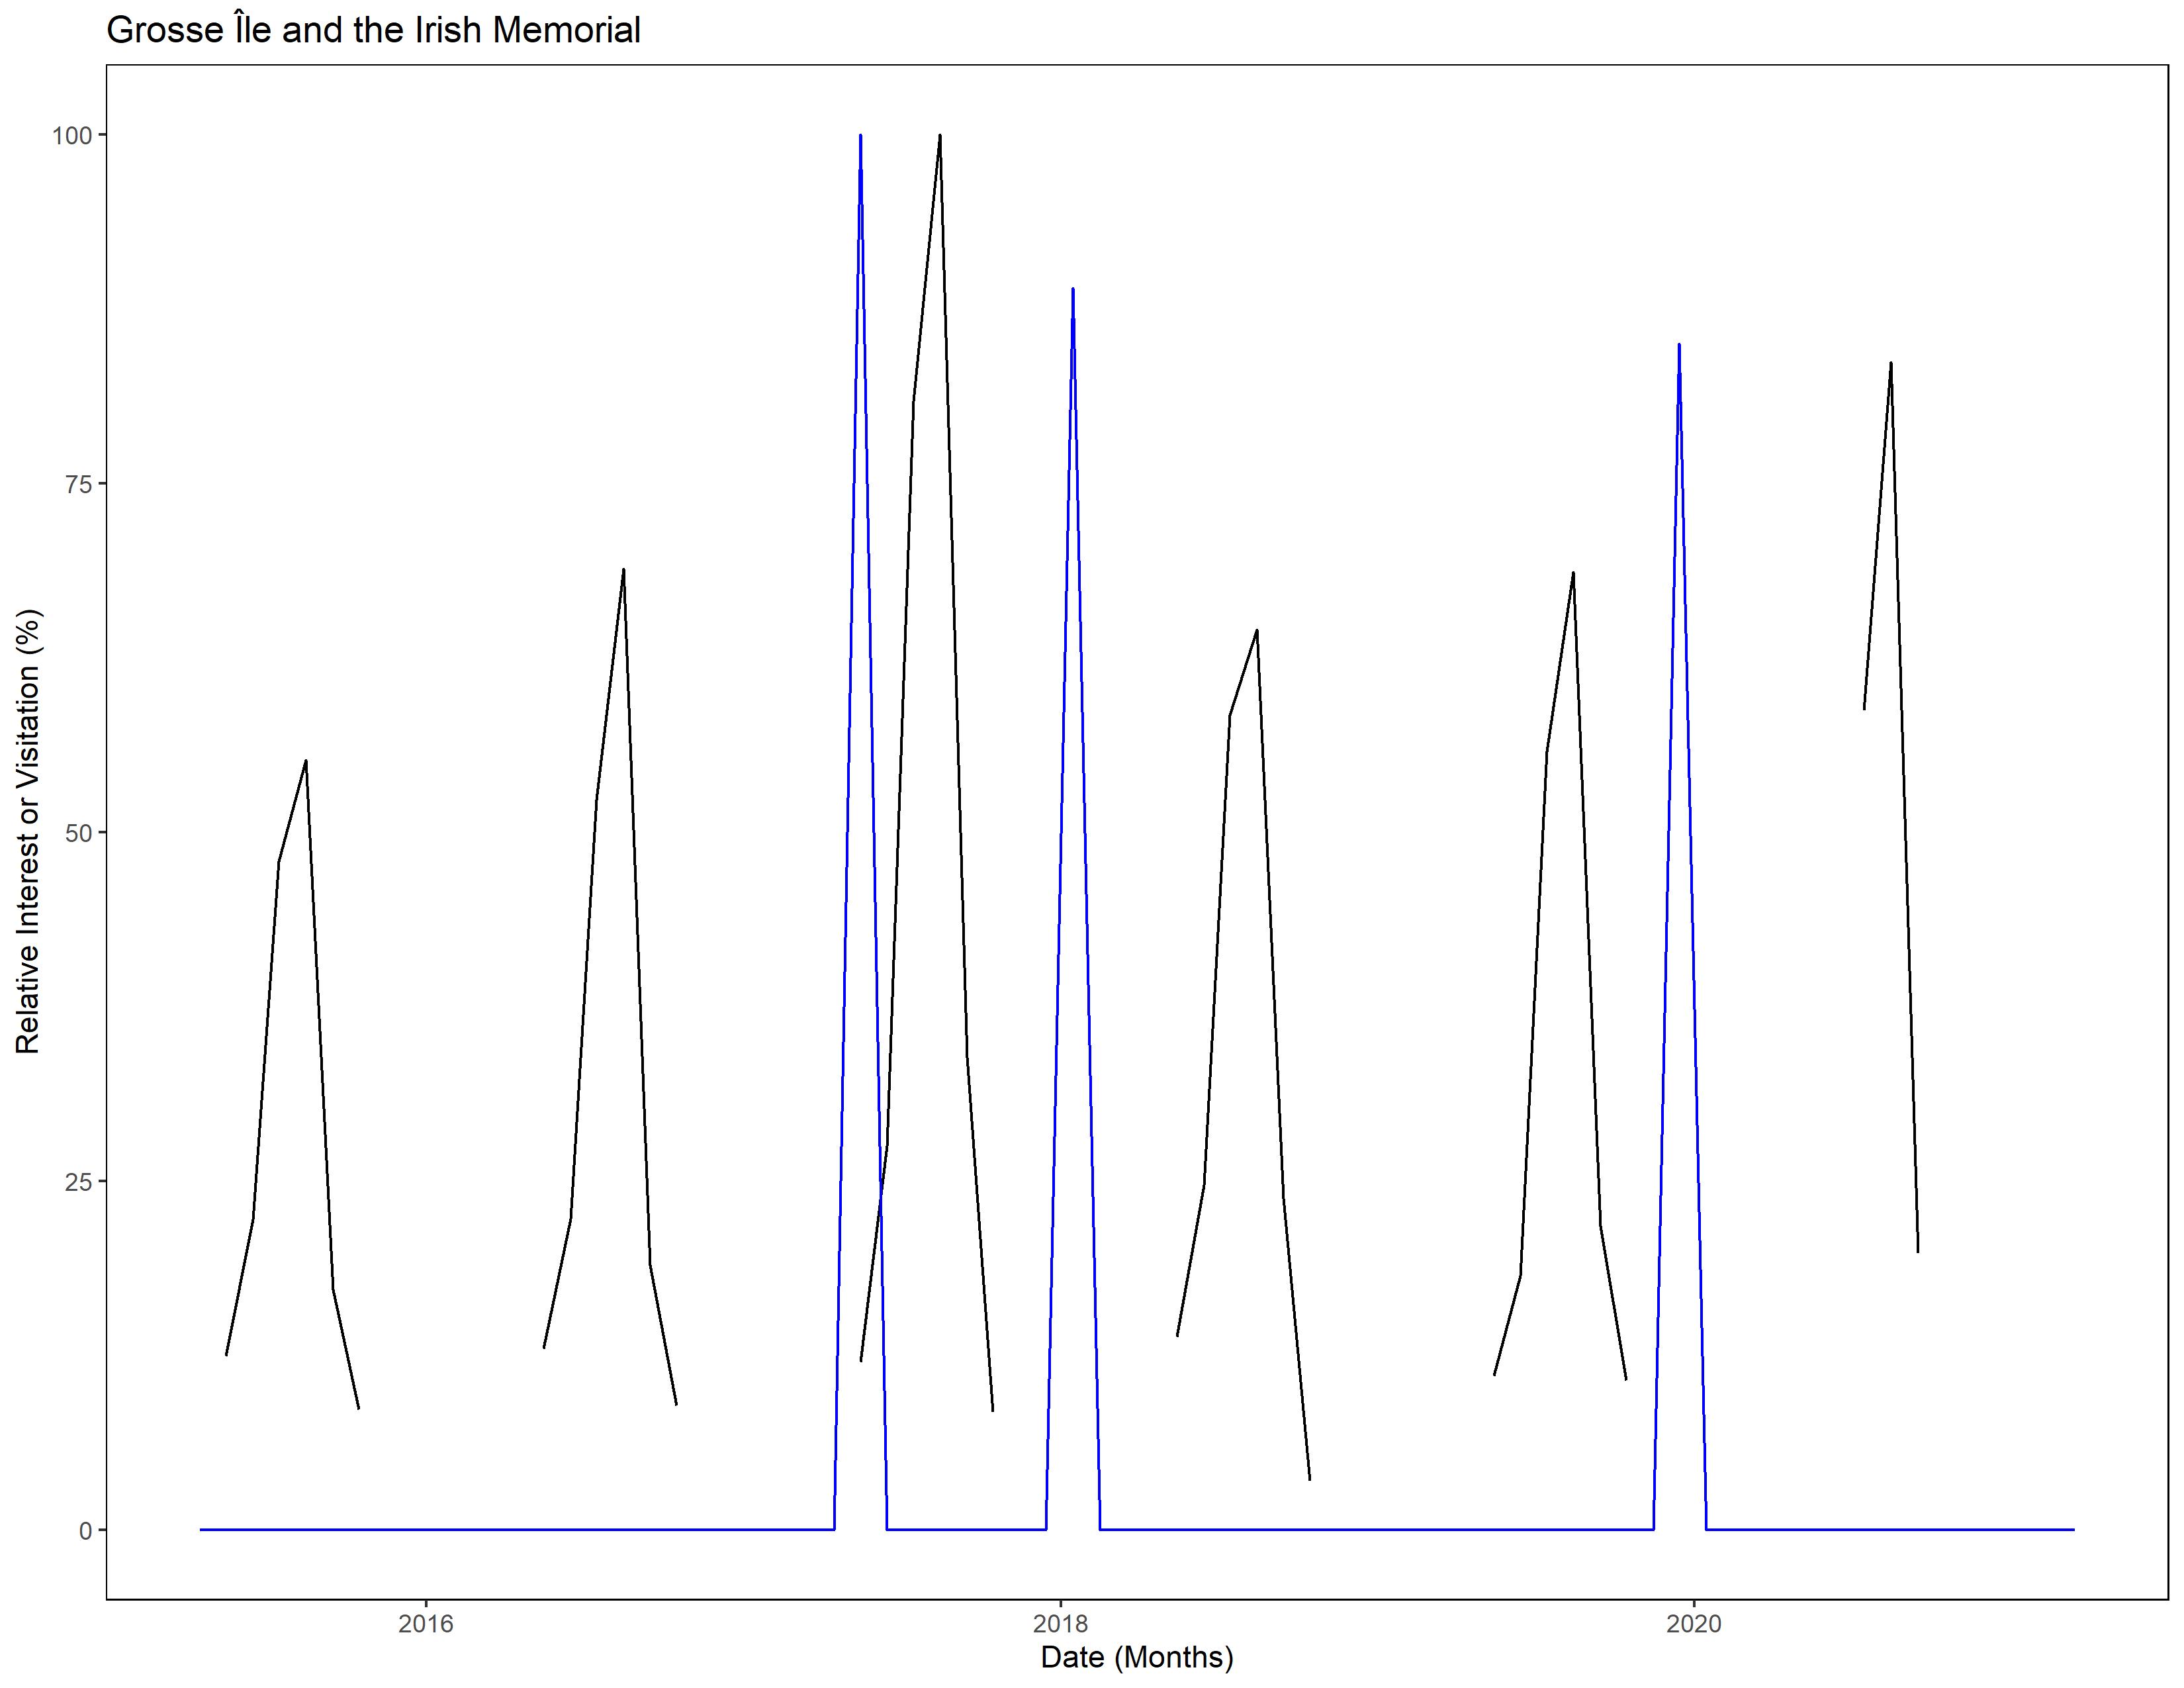 Grosse Île and the Irish Memorial
100
75
50
25
0
Relative Interest or Visitation (%)
2016
2018
2020
Date (Months)